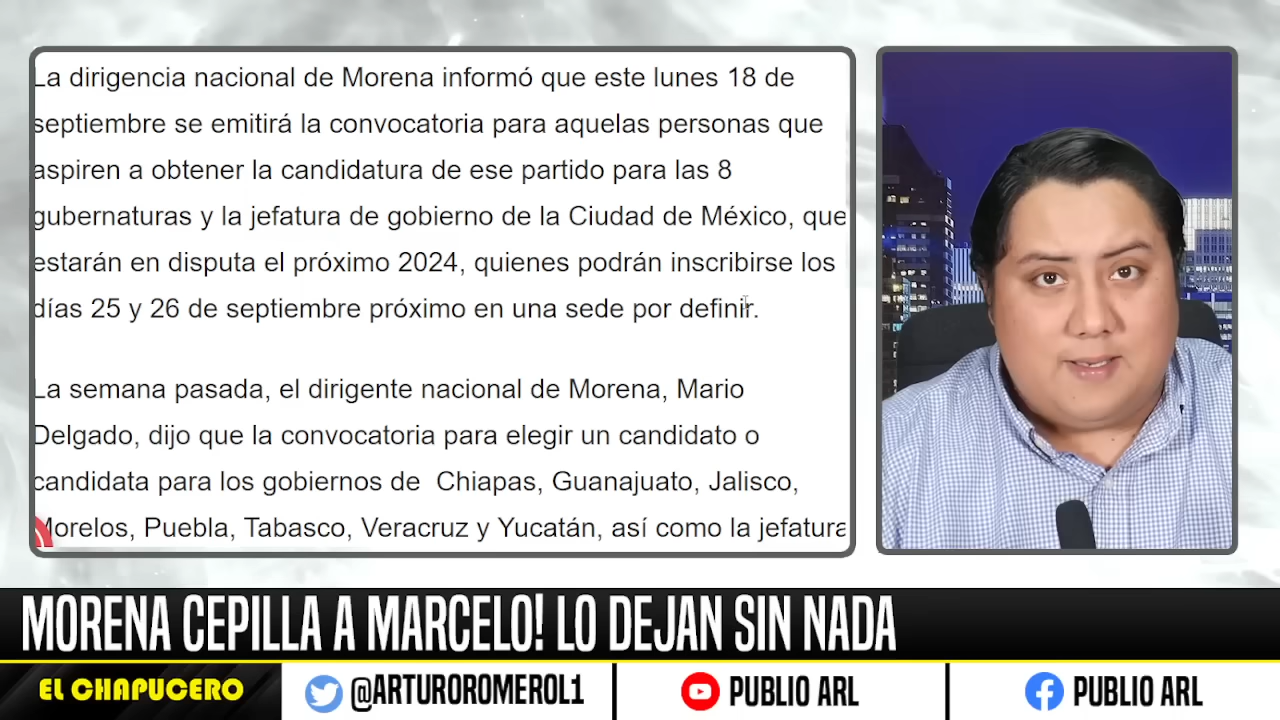 La dirigencia nacional de Morena informó que este lunes 18 de
septiembre se emitirá la convocatoria para aquelas personas que
aspiren a obtener la candidatura de ese partido para las 8
gubernaturas y la jefatura de gobierno de la Ciudad de México, que
estarán en disputa el próximo 2024, quienes podrán inscribirse los
días 25 y 26 de septiembre próximo en una sede por definir.
La semana pasada, el dirigente nacional de Morena, Mario
Delgado, dijo que la convocatoria para elegir un candidato o
candidata para los gobiernos de Chiapas, Guanajuato, Jalisco,
Morelos, Puebla, Tabasco, Veracruz y Yucatán, así como la jefatura
MORENA CEPILLA A MARCELO! LO DEJAN SIN NADA
EL CHAPUCERO
@ARTUROROMEROL1
PUBLIO ARL
PUBLIO ARL